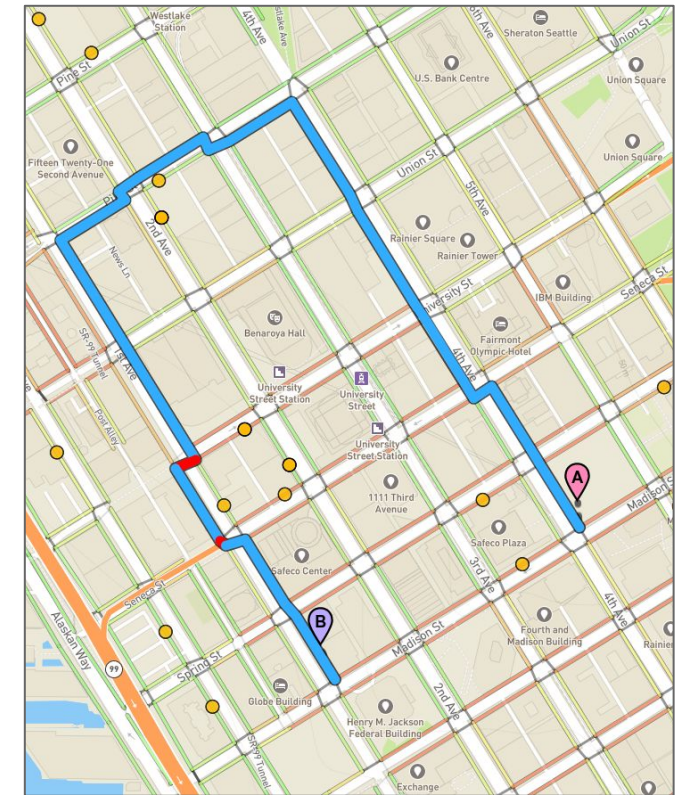 Westlake
Station
4th Ave
Sheraton Seattle
Union St
Pine St
U.S. Bank Centre
Union Square
Fifteen Twenty-One
Second Avenue
Union St
Union Square
5th Ave
2nd Ave
Rainier Square
Rainier Tower
News Ln
IBM Building
Seneca St
University St
Benaroya Hall
Fairmont
Olympic Hotel
SR-99 Tunnel
1st Ave
4th Ave
University
Street Station
University
Street
Post Alley
University
Street Station
A
1111 Third
Avenue
Madison St
Safeco Plaza
Safeco Center
3rd Ave
Seneca St
4th Ave
B
Alaskan Way
Fourth and
Madison Building
Madison St
Spring St
99
Globe Building
2nd Ave
Henry M. Jackson
Federal Building
SR-99 Tunnel
Exchange